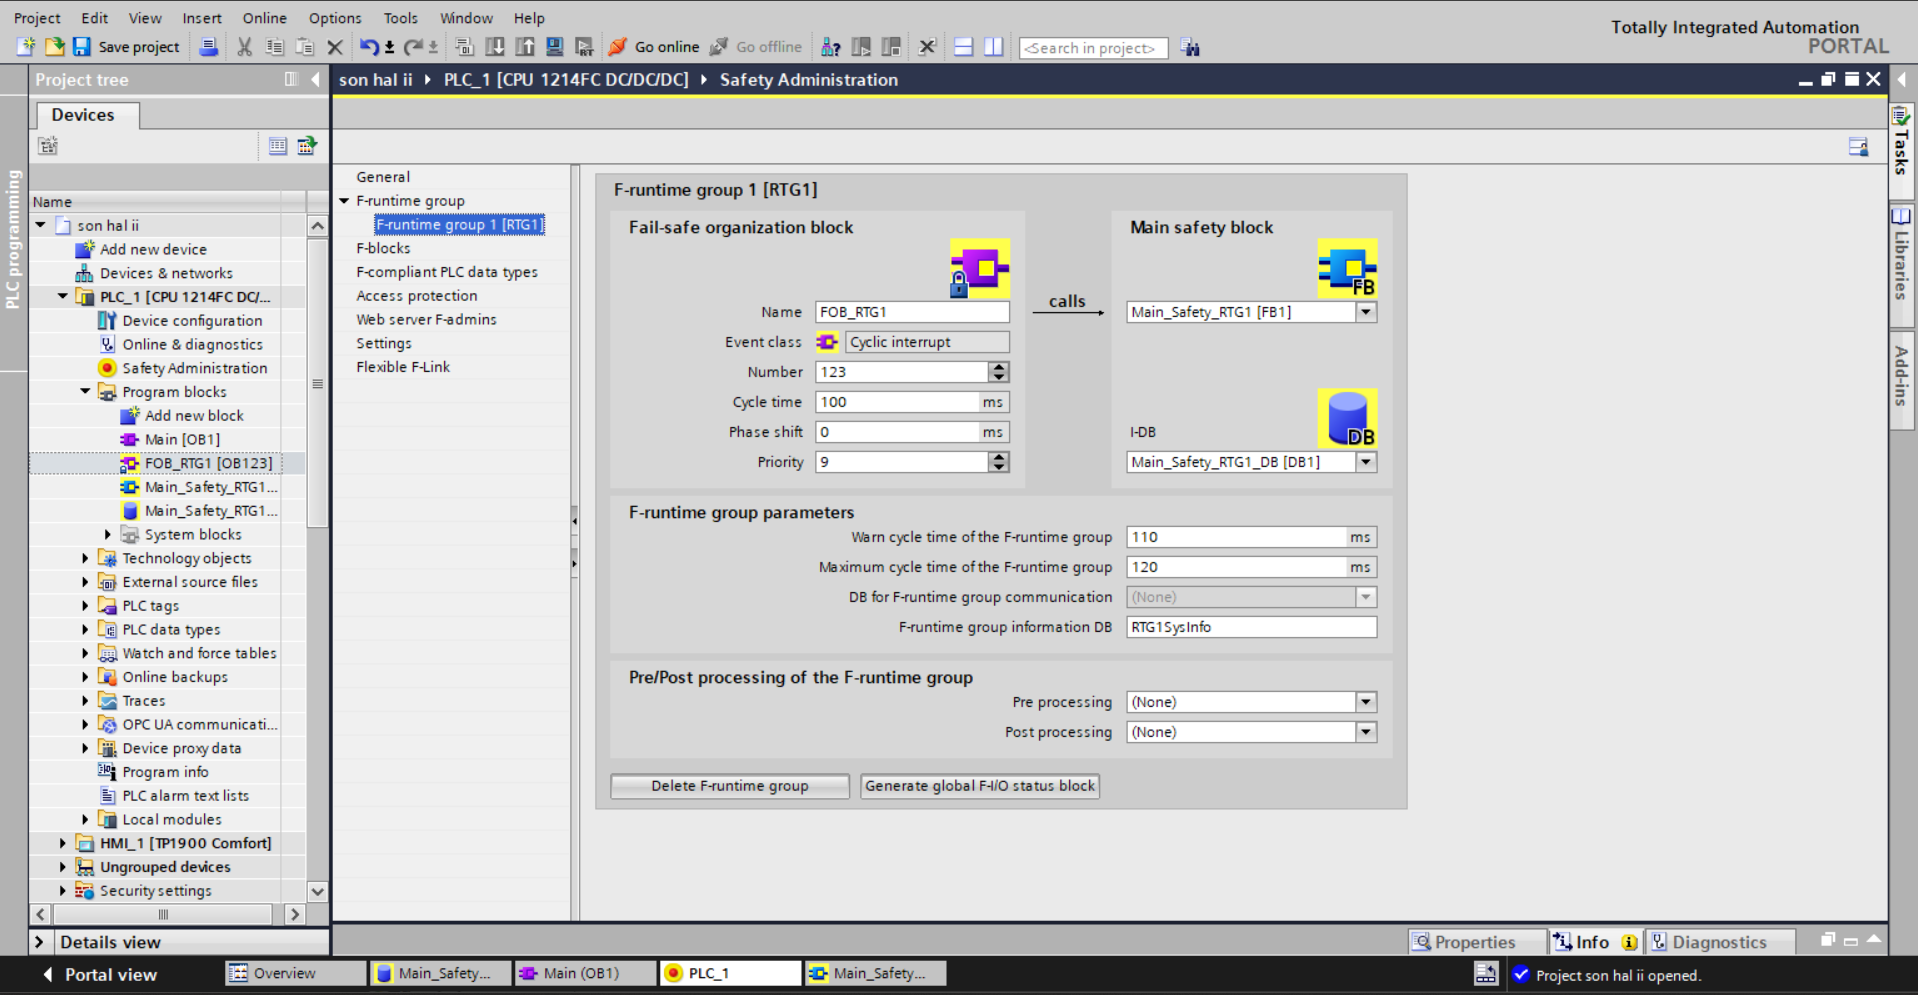 Project Edit View Insert Online Options Tools Window Help
Totally Integrated Automation
PORTAL
Save project
Go online
Go offline
<Search in project>
Project tree
son hal ii PLC_1 [CPU 1214FC DC/DC/DC] Safety Administration
PLC programming
Devices
Name
son hal ii
Add new device
Devices & networks
PLC_1 [CPU 1214FC DC/...
Device configuration
Online & diagnostics
Safety Administration
Program blocks
Add new block
Main [OB1]
FOB_RTG1 [OB123]
Main_Safety_RTG1...
Main_Safety_RTG1...
System blocks
Technology objects
External source files
PLC tags
PLC data types
Watch and force tables
Online backups
Traces
OPC UA communicati...
Device proxy data
Program info
PLC alarm text lists
Local modules
HMI_1 [TP1900 Comfort]
Ungrouped devices
Security settings
Details view
General
F-runtime group
F-runtime group 1 [RTG1]
F-blocks
F-compliant PLC data types
Access protection
Web server F-admins
Settings
Flexible F-Link
F-runtime group 1 [RTG1]
Fail-safe organization block
Name FOB_RTG1
Event class Cyclic interrupt
Number 123
Cycle time 100 ms
Phase shift 0 ms
Priority 9
calls
Main safety block
FB
Main_Safety_RTG1 [FB1]
I-DB
DB
Main_Safety_RTG1_DB [DB1]
F-runtime group parameters
Warn cycle time of the F-runtime group 110 ms
Maximum cycle time of the F-runtime group 120 ms
DB for F-runtime group communication (None)
F-runtime group information DB RTG1SysInfo
Pre/Post processing of the F-runtime group
Pre processing (None)
Post processing (None)
Delete F-runtime group
Generate global F-I/O status block
Tasks
Libraries
Add-ins
Properties
Info
Diagnostics
Portal view
Overview
Main_Safety...
Main (OB1)
PLC_1
Main_Safety...
Project son hal ii opened.